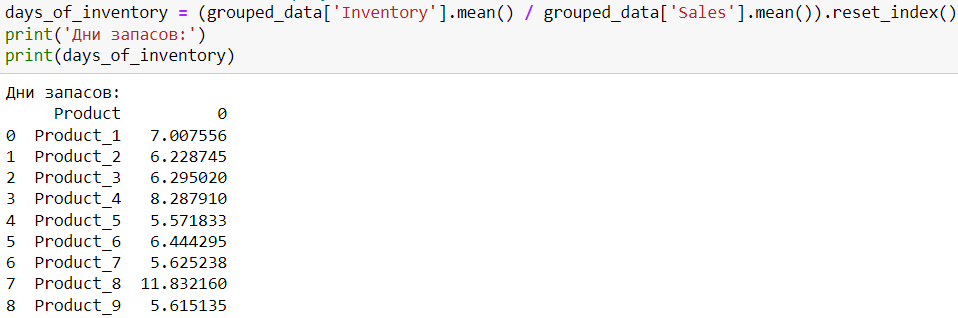 days_of_inventory = (grouped_data['Inventory'].mean() / grouped_data['Sales'].mean()).reset_index()
print('Дни запасов:')
print(days_of_inventory)
Дни запасов:
     Product          0
0  Product_1   7.007556
1  Product_2   6.228745
2  Product_3   6.295020
3  Product_4   8.287910
4  Product_5   5.571833
5  Product_6   6.444295
6  Product_7   5.625238
7  Product_8  11.832160
8  Product_9   5.615135